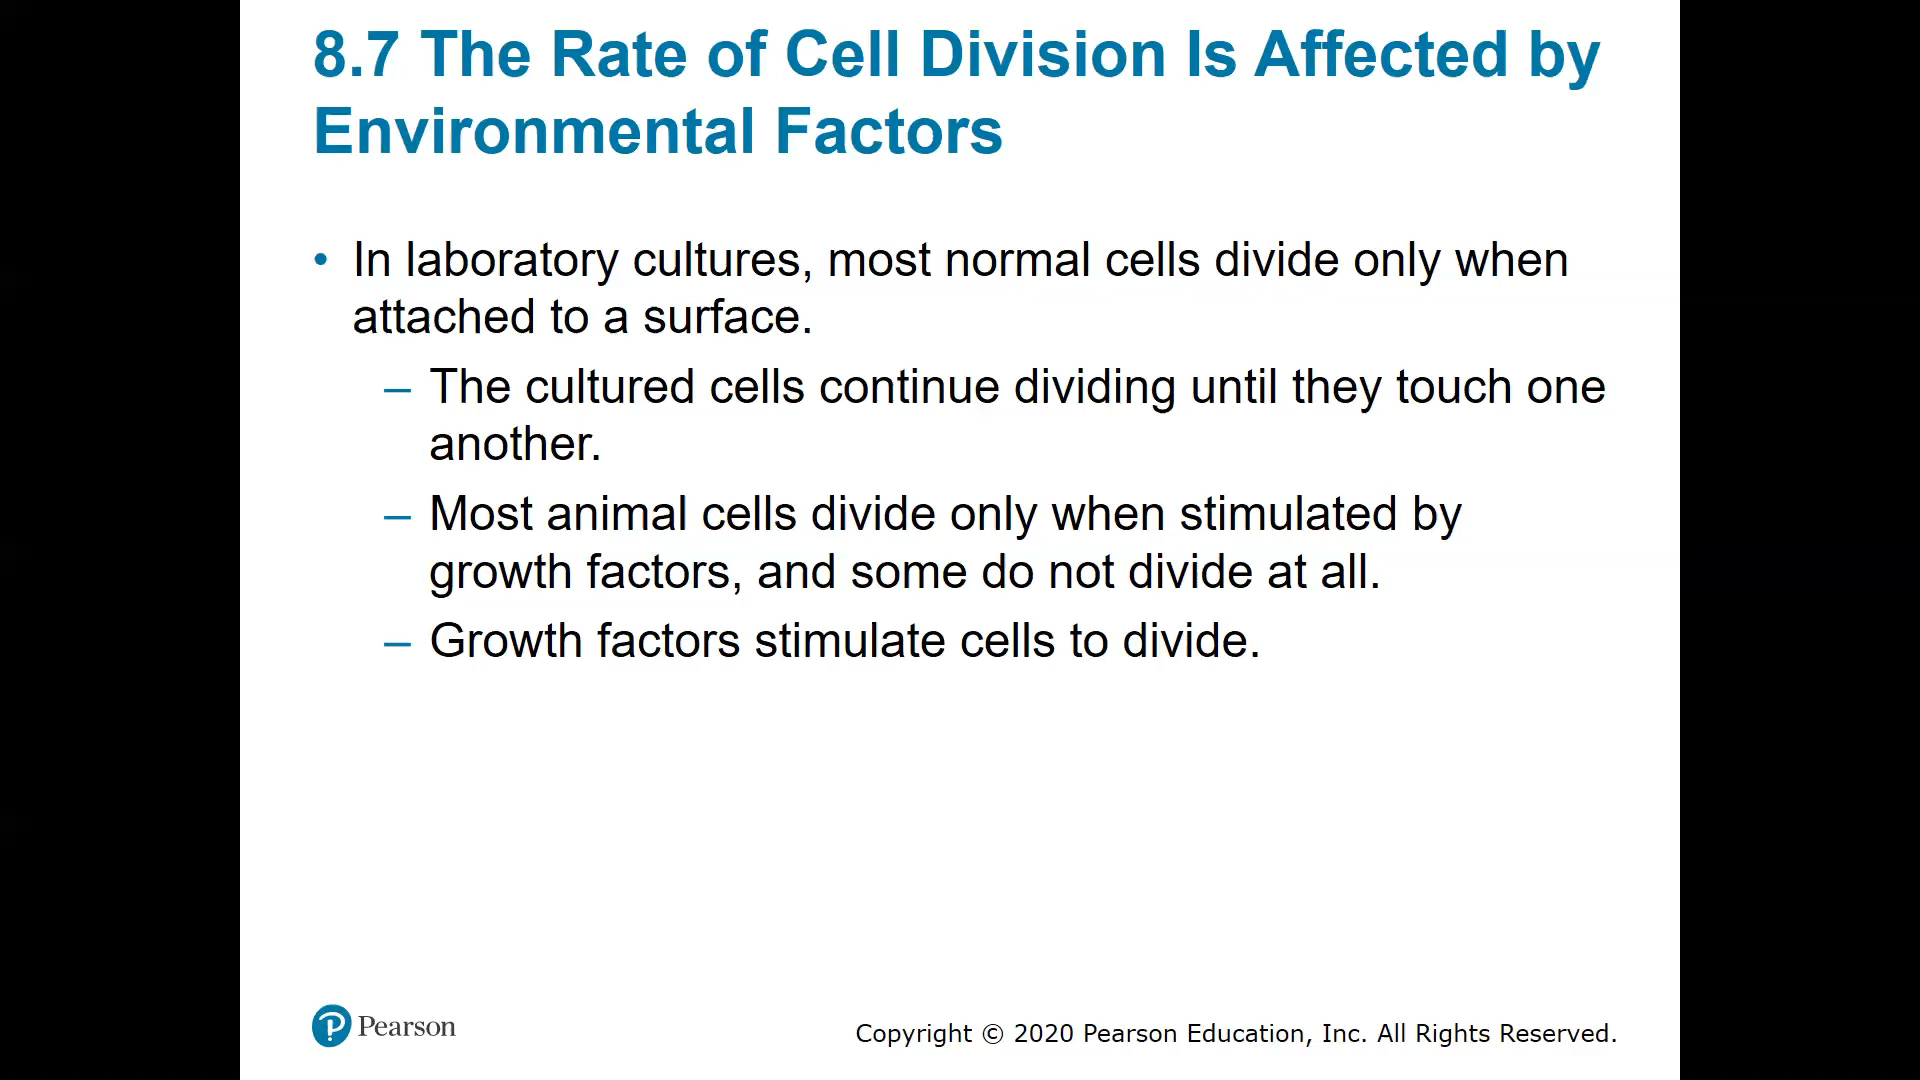 8.7 The Rate of Cell Division Is Affected by
Environmental Factors
• In laboratory cultures, most normal cells divide only when
attached to a surface.
– The cultured cells continue dividing until they touch one
another.
– Most animal cells divide only when stimulated by
growth factors, and some do not divide at all.
– Growth factors stimulate cells to divide.
Pearson
Copyright © 2020 Pearson Education, Inc. All Rights Reserved.